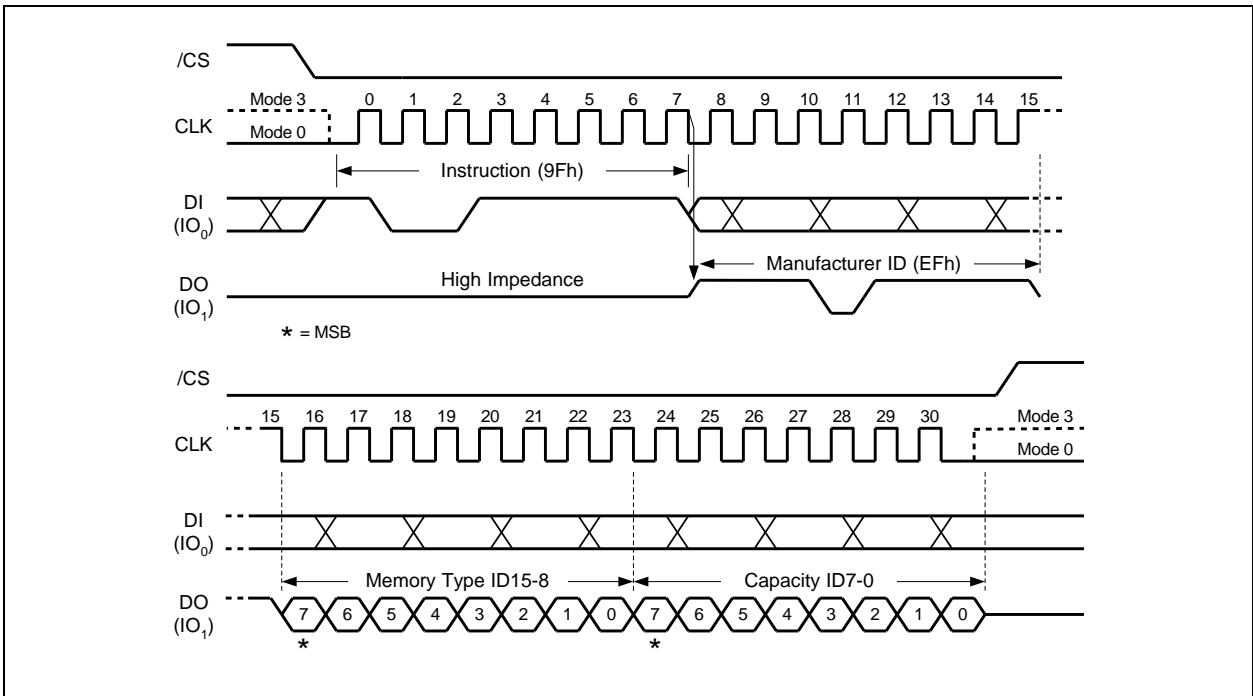 /CS
Mode 3
0 1 2 3 4 5 6 7 8 9 10 11 12 13 14 15
CLK
Mode 0
Instruction (9Fh)
DI
(IO0)
Manufacturer ID (EFh)
DO
High Impedance
(IO1)
* = MSB
/CS
15 16 17 18 19 20 21 22 23 24 25 26 27 28 29 30
Mode 3
CLK
Mode 0
DI
(IO0)
Memory Type ID15-8
Capacity ID7-0
DO
7 6 5 4 3 2 1 0 7 6 5 4 3 2 1 0
(IO1)
* *